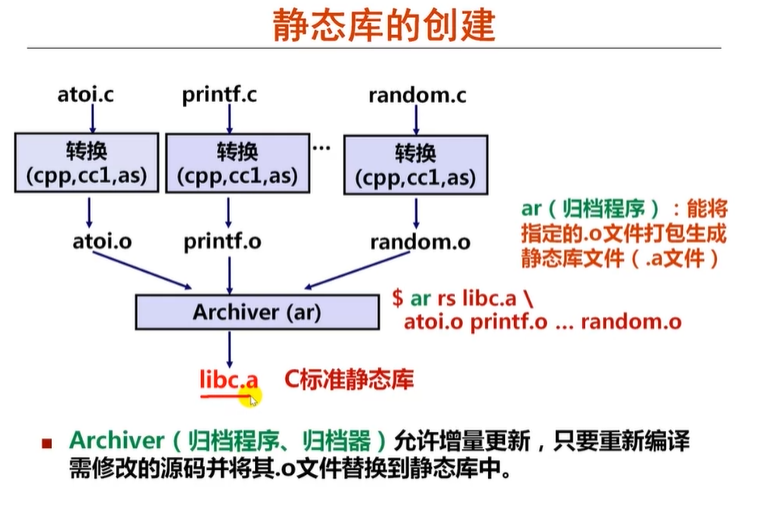 静态库的创建
atoi.c printf.c random.c
转换 转换 … 转换
(cpp,cc1,as) (cpp,cc1,as) (cpp,cc1,as)
atoi.o printf.o random.o
ar（归档程序）：能将
指定的.o文件打包生成
静态库文件（.a文件）
Archiver (ar)
$ ar rs libc.a \
atoi.o printf.o … random.o
libc.a C标准静态库
■ Archiver（归档程序、归档器）允许增量更新，只要重新编译
需修改的源码并将其.o文件替换到静态库中。